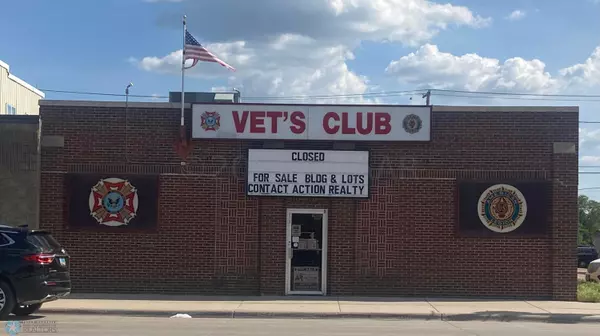 VET'S CLUB
CLOSED
FOR SALE BLDG & LOTS
CONTACT ACTION REALTY